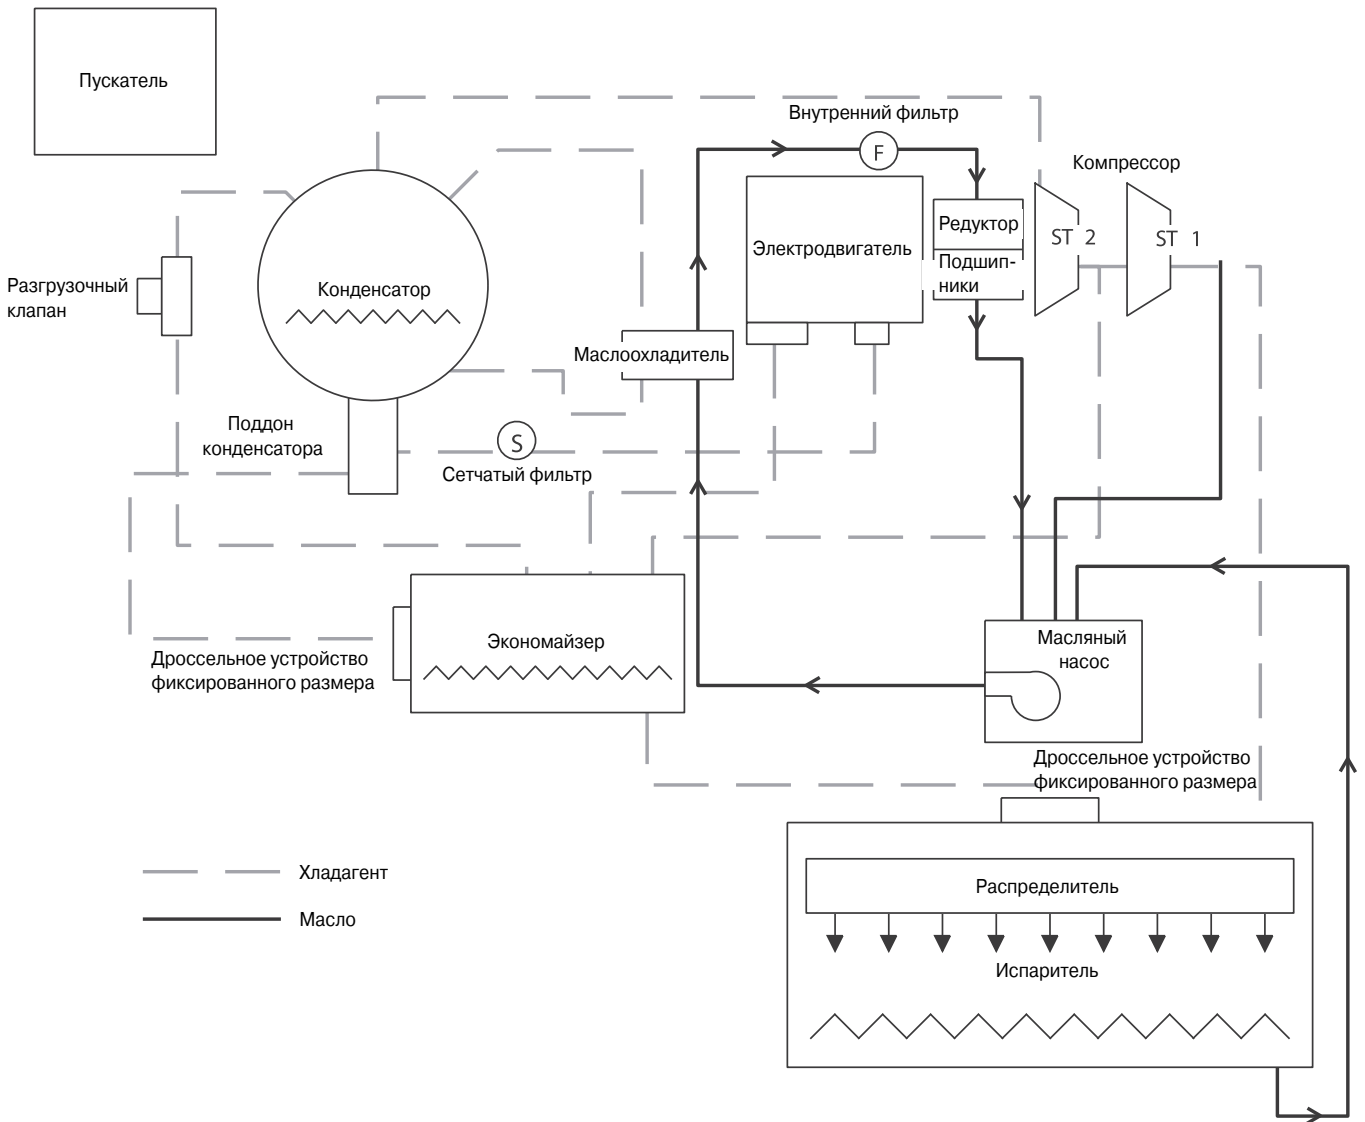 Пускатель
Внутренний фильтр
F
Компрессор
Редуктор
ST 2
ST 1
Электродвигатель
Подшип-
ники
Разгрузочный
клапан
Конденсатор
Маслоохладитель
Поддон
конденсатора
S
Сетчатый фильтр
Экономайзер
Масляный
насос
Дроссельное устройство
фиксированного размера
Дроссельное устройство
фиксированного размера
Хладагент
Масло
Распределитель
Испаритель